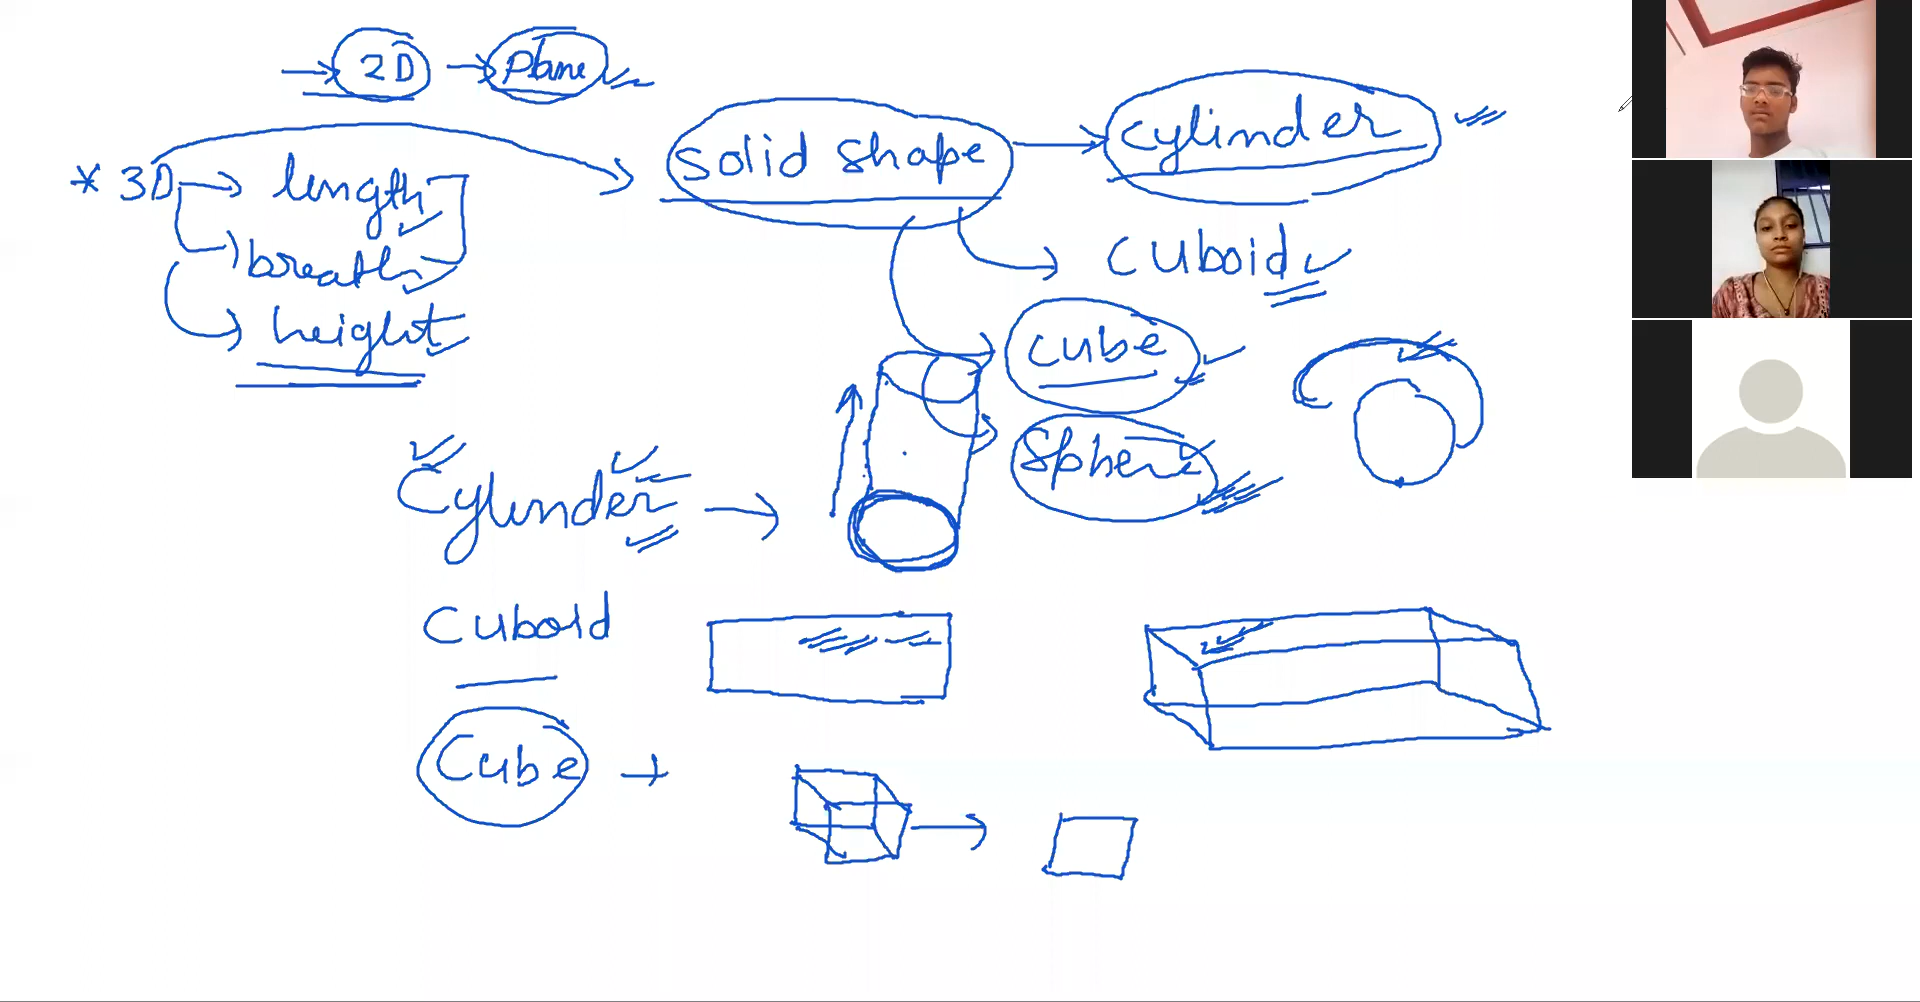 → 2D → Plane
solid shape → cylinder
* 3D → length
breath
height
cuboid
cube
Sphere
Cylinder →
Cuboid
Cube →